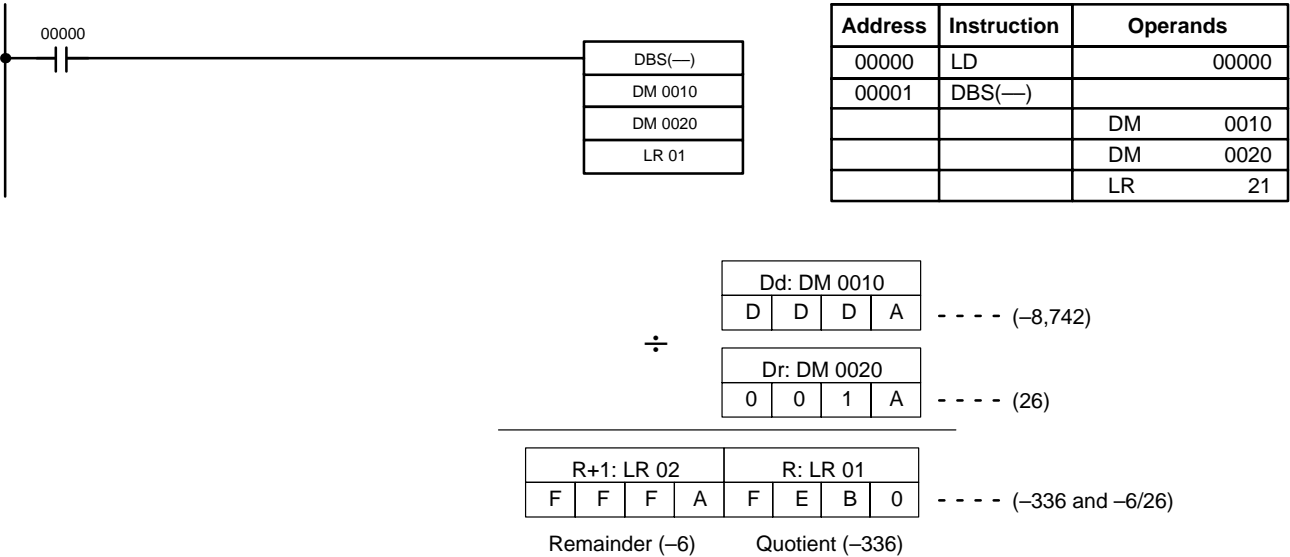 00000
DBS(—)
DM 0010
DM 0020
LR 01
Address Instruction Operands
00000 LD 00000
00001 DBS(—)
DM 0010
DM 0020
LR 21
Dd: DM 0010
D D D A - - - - (–8,742)
÷
Dr: DM 0020
0 0 1 A - - - - (26)
R+1: LR 02 R: LR 01
F F F A F E B 0 - - - - (–336 and –6/26)
Remainder (–6) Quotient (–336)